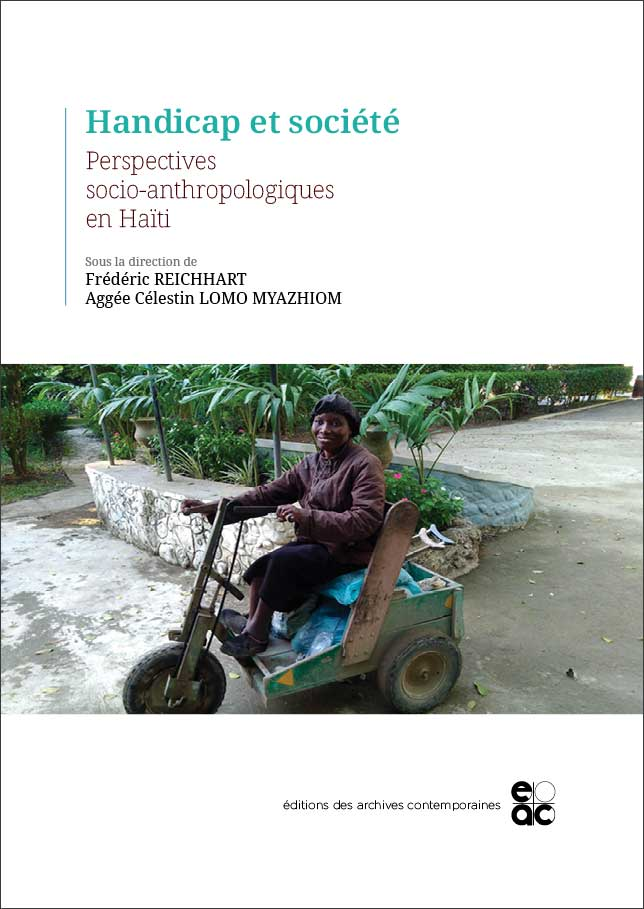 Handicap et société
Perspectives
socio-anthropologiques
en Haïti
Sous la direction de
Frédéric REICHHART
Aggée Célestin LOMO MYAZHIOM
éditions des archives contemporaines
eac